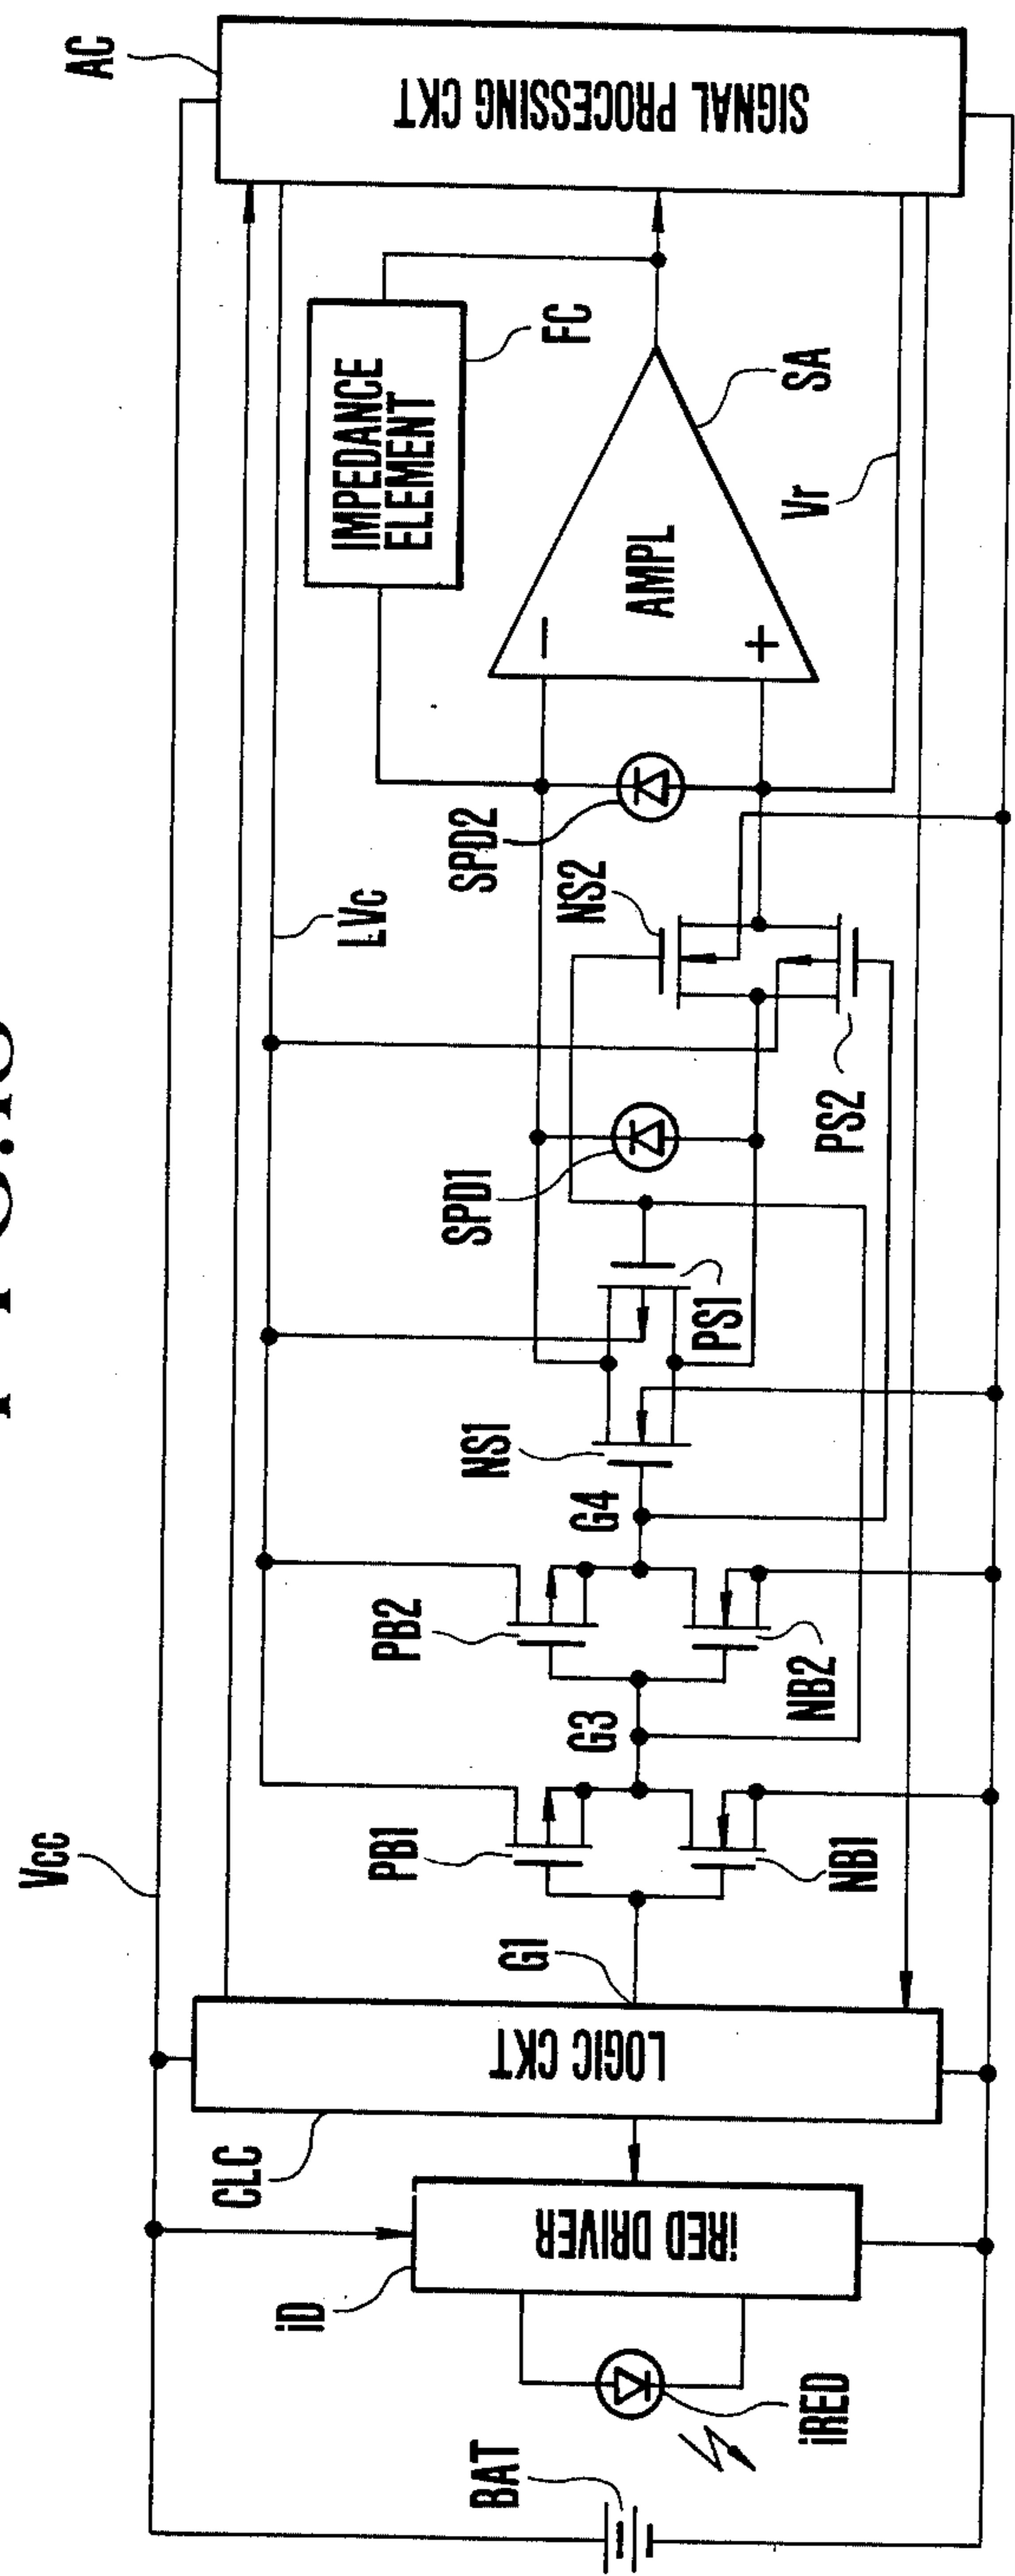 Vcc
AC
LVc
IMPEDANCE
ELEMENT
FC
BAT
iRED
iD
iRED DRIVER
CLC
LOGIC CKT
G1
PB1
NB1
G3
PB2
NB2
G4
NS1
PS1
SPD1
NS2
PS2
SPD2
−
+
AMPL
SA
Vr
SIGNAL PROCESSING CKT